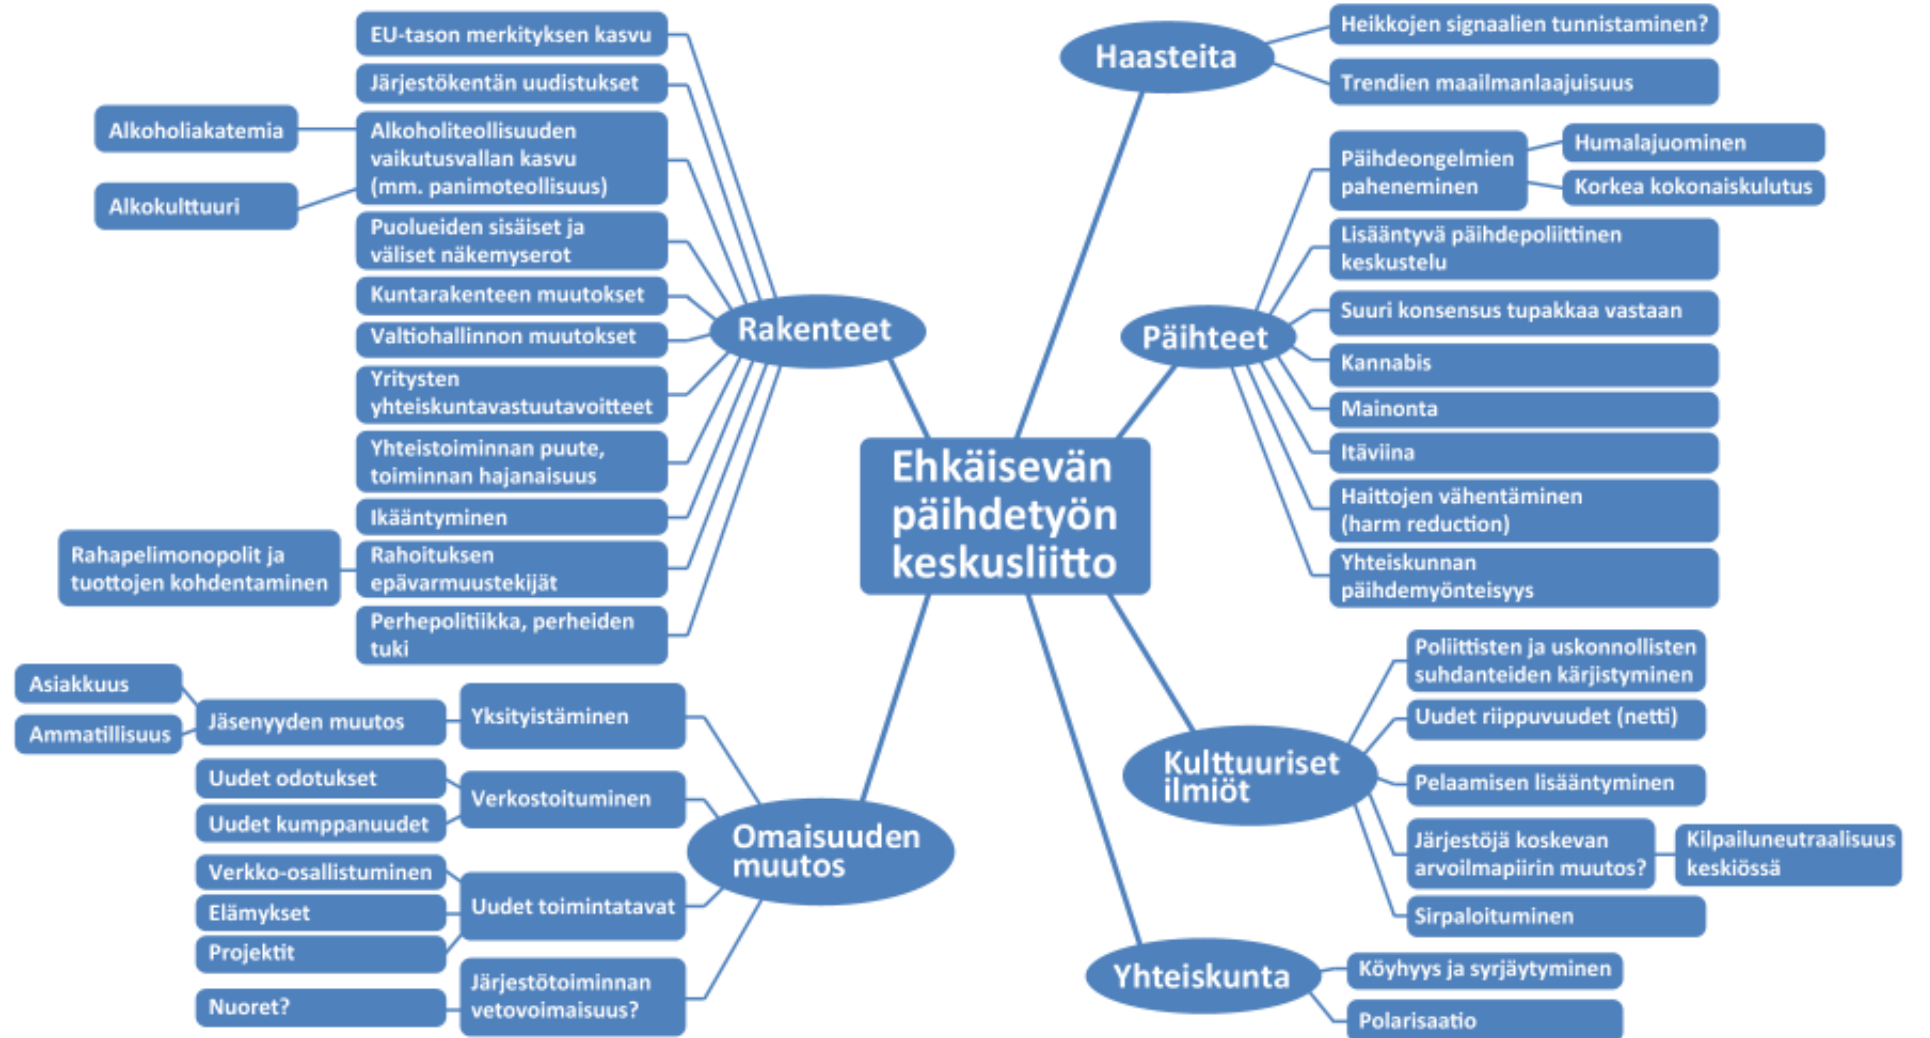 EU-tason merkityksen kasvu
Järjestökentän uudistukset
Alkoholiakatemia
Alkokulttuuri
Alkoholiteollisuuden
vaikutusvallan kasvu
(mm. panimoteollisuus)
Puolueiden sisäiset ja
väliset näkemyserot
Kuntarakenteen muutokset
Valtiohallinnon muutokset
Yritysten
yhteiskuntavastuutavoitteet
Yhteistoiminnan puute,
toiminnan hajanaisuus
Ikääntyminen
Rahapelimonopolit ja
tuottojen kohdentaminen
Rahoituksen
epävarmuustekijät
Perhepolitiikka, perheiden
tuki
Rakenteet
Haasteita
Heikkojen signaalien tunnistaminen?
Trendien maailmanlaajuisuus
Päihteet
Päihdeongelmien
paheneminen
Humalajuominen
Korkea kokonaiskulutus
Lisääntyvä päihdepoliittinen
keskustelu
Suuri konsensus tupakkaa vastaan
Kannabis
Mainonta
Itäviina
Haittojen vähentäminen
(harm reduction)
Yhteiskunnan
päihdemyönteisyys
Ehkäisevän
päihdetyön
keskusliitto
Asiakkuus
Ammatillisuus
Jäsenyyden muutos
Yksityistäminen
Uudet odotukset
Uudet kumppanuudet
Verkostoituminen
Verkko-osallistuminen
Elämykset
Projektit
Uudet toimintatavat
Nuoret?
Järjestötoiminnan
vetovoimaisuus?
Omaisuuden
muutos
Kulttuuriset
ilmiöt
Poliittisten ja uskonnollisten
suhdanteiden kärjistyminen
Uudet riippuvuudet (netti)
Pelaamisen lisääntyminen
Järjestöjä koskevan
arvoilmapiirin muutos?
Kilpailuneutraalisuus
keskiössä
Sirpaloituminen
Yhteiskunta
Köyhyys ja syrjäytyminen
Polarisaatio